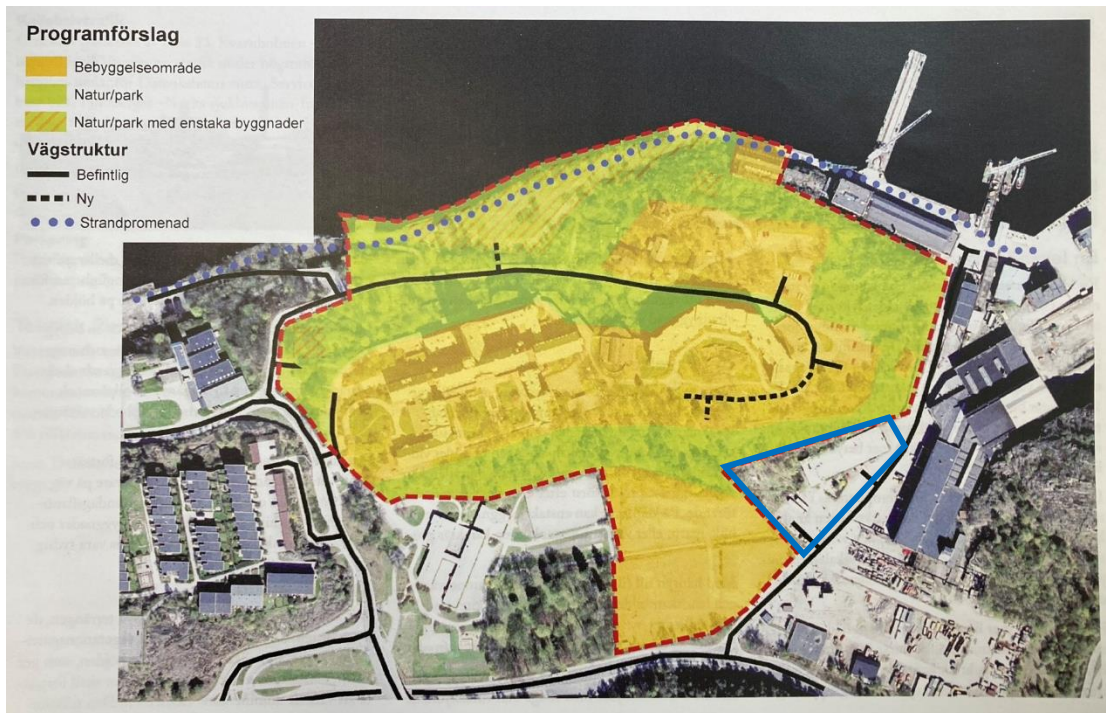 Programförslag
Bebyggelseområde
Natur/park
Natur/park med enstaka byggnader
Vägstruktur
Befintlig
Ny
Strandpromenad